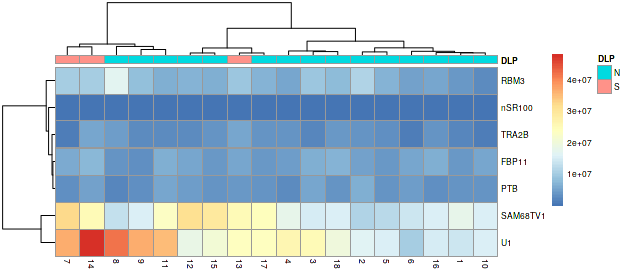 DLP
DLP
N
S
RBM3
nSR100
TRA2B
FBP11
PTB
SAM68TV1
U1
4e+07
3e+07
2e+07
1e+07
7 14 8 9 11 12 15 13 17 4 3 18 2 5 6 16 1 10